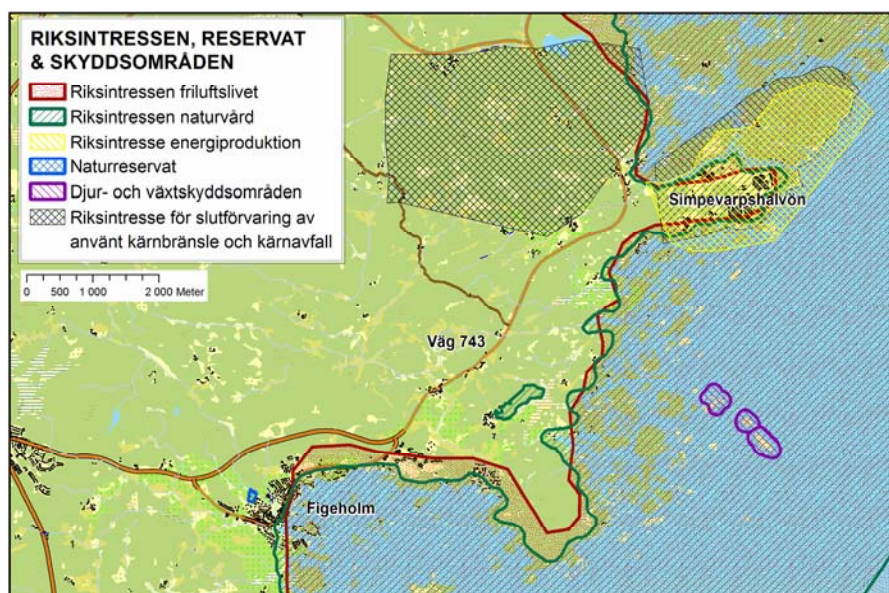 RIKSINTRESSEN, RESERVAT
& SKYDDSOMRÅDEN
Riksintressen friluftslivet
Riksintressen naturvård
Riksintresse energiproduktion
Naturreservat
Djur- och växtskyddsområden
Riksintresse för slutförvaring av
använt kärnbränsle och kärnavfall
0 500 1 000 2 000 Meter
Simpevarpshalvön
Väg 743
Figeholm